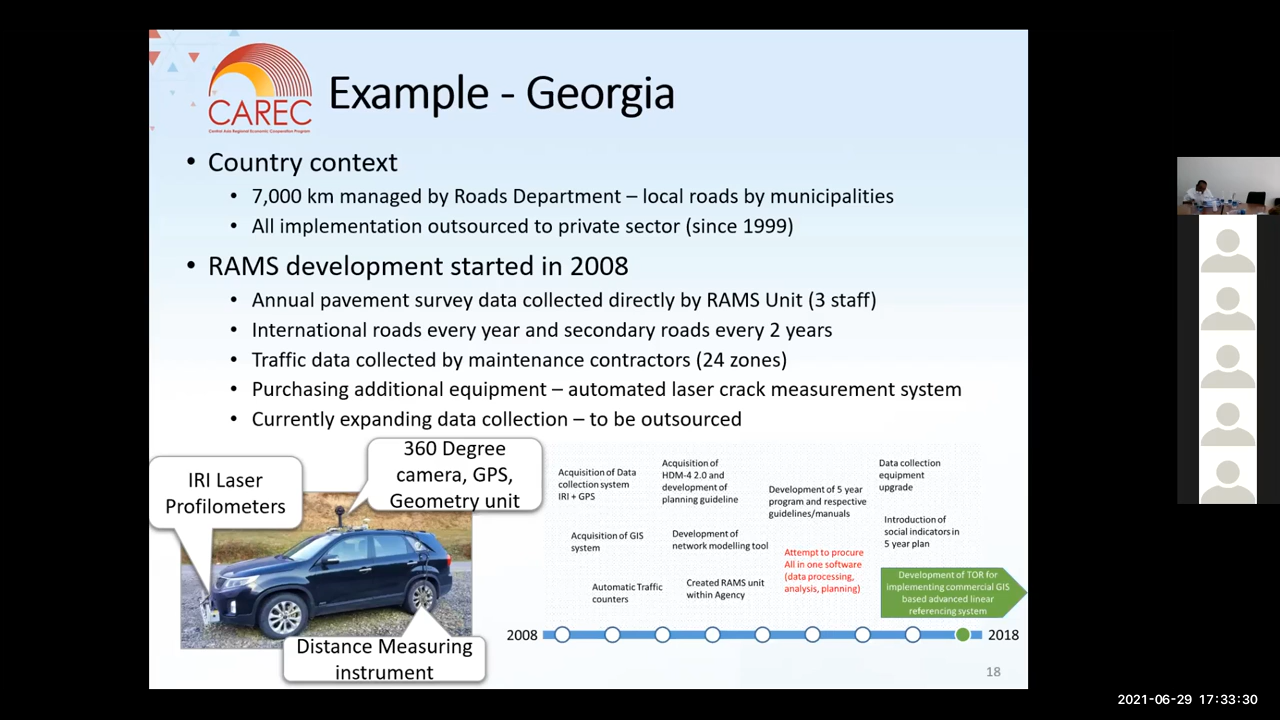 CAREC
Central Asia Regional Economic Cooperation Program
Example - Georgia
• Country context
• 7,000 km managed by Roads Department – local roads by municipalities
• All implementation outsourced to private sector (since 1999)
• RAMS development started in 2008
• Annual pavement survey data collected directly by RAMS Unit (3 staff)
• International roads every year and secondary roads every 2 years
• Traffic data collected by maintenance contractors (24 zones)
• Purchasing additional equipment – automated laser crack measurement system
• Currently expanding data collection – to be outsourced
IRI Laser
Profilometers
360 Degree
camera, GPS,
Geometry unit
Distance Measuring
instrument
Acquisition of Data
collection system
IRI + GPS
Acquisition of GIS
system
Automatic Traffic
counters
Acquisition of
HDM-4 2.0 and
development of
planning guideline
Development of
network modelling tool
Created RAMS unit
within Agency
Development of 5 year
program and respective
guidelines/manuals
Attempt to procure
All in one software
(data processing,
analysis, planning)
Data collection
equipment
upgrade
Introduction of
social indicators in
5 year plan
Development of TOR for
implementing commercial GIS
based advanced linear
referencing system
2008
2018
18
2021-06-29 17:33:30